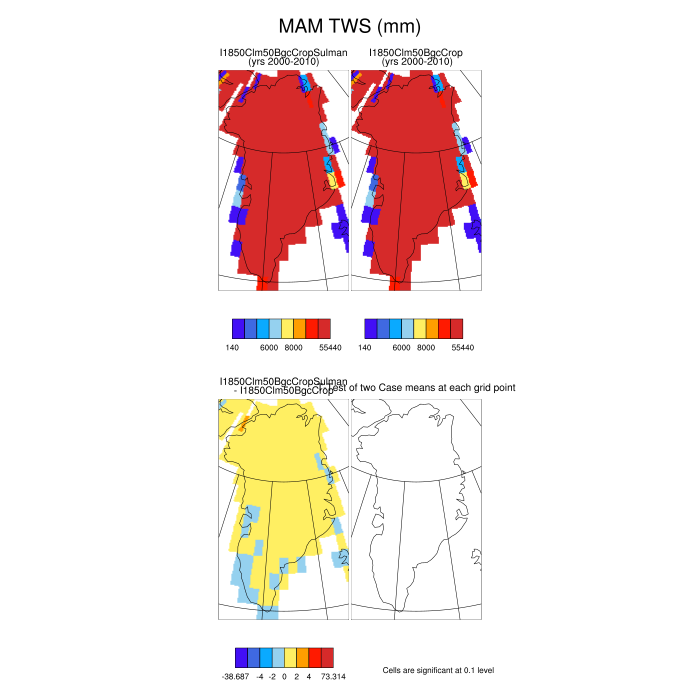 MAM TWS (mm)
I1850Clm50BgcCropSulman
(yrs 2000-2010)
I1850Clm50BgcCrop
(yrs 2000-2010)
140 6000 8000 55440
140 6000 8000 55440
I1850Clm50BgcCropSulman
- I1850Clm50BgcCrop
Test of two Case means at each grid point
-38.687 -4 -2 0 2 4 73.314
Cells are significant at 0.1 level